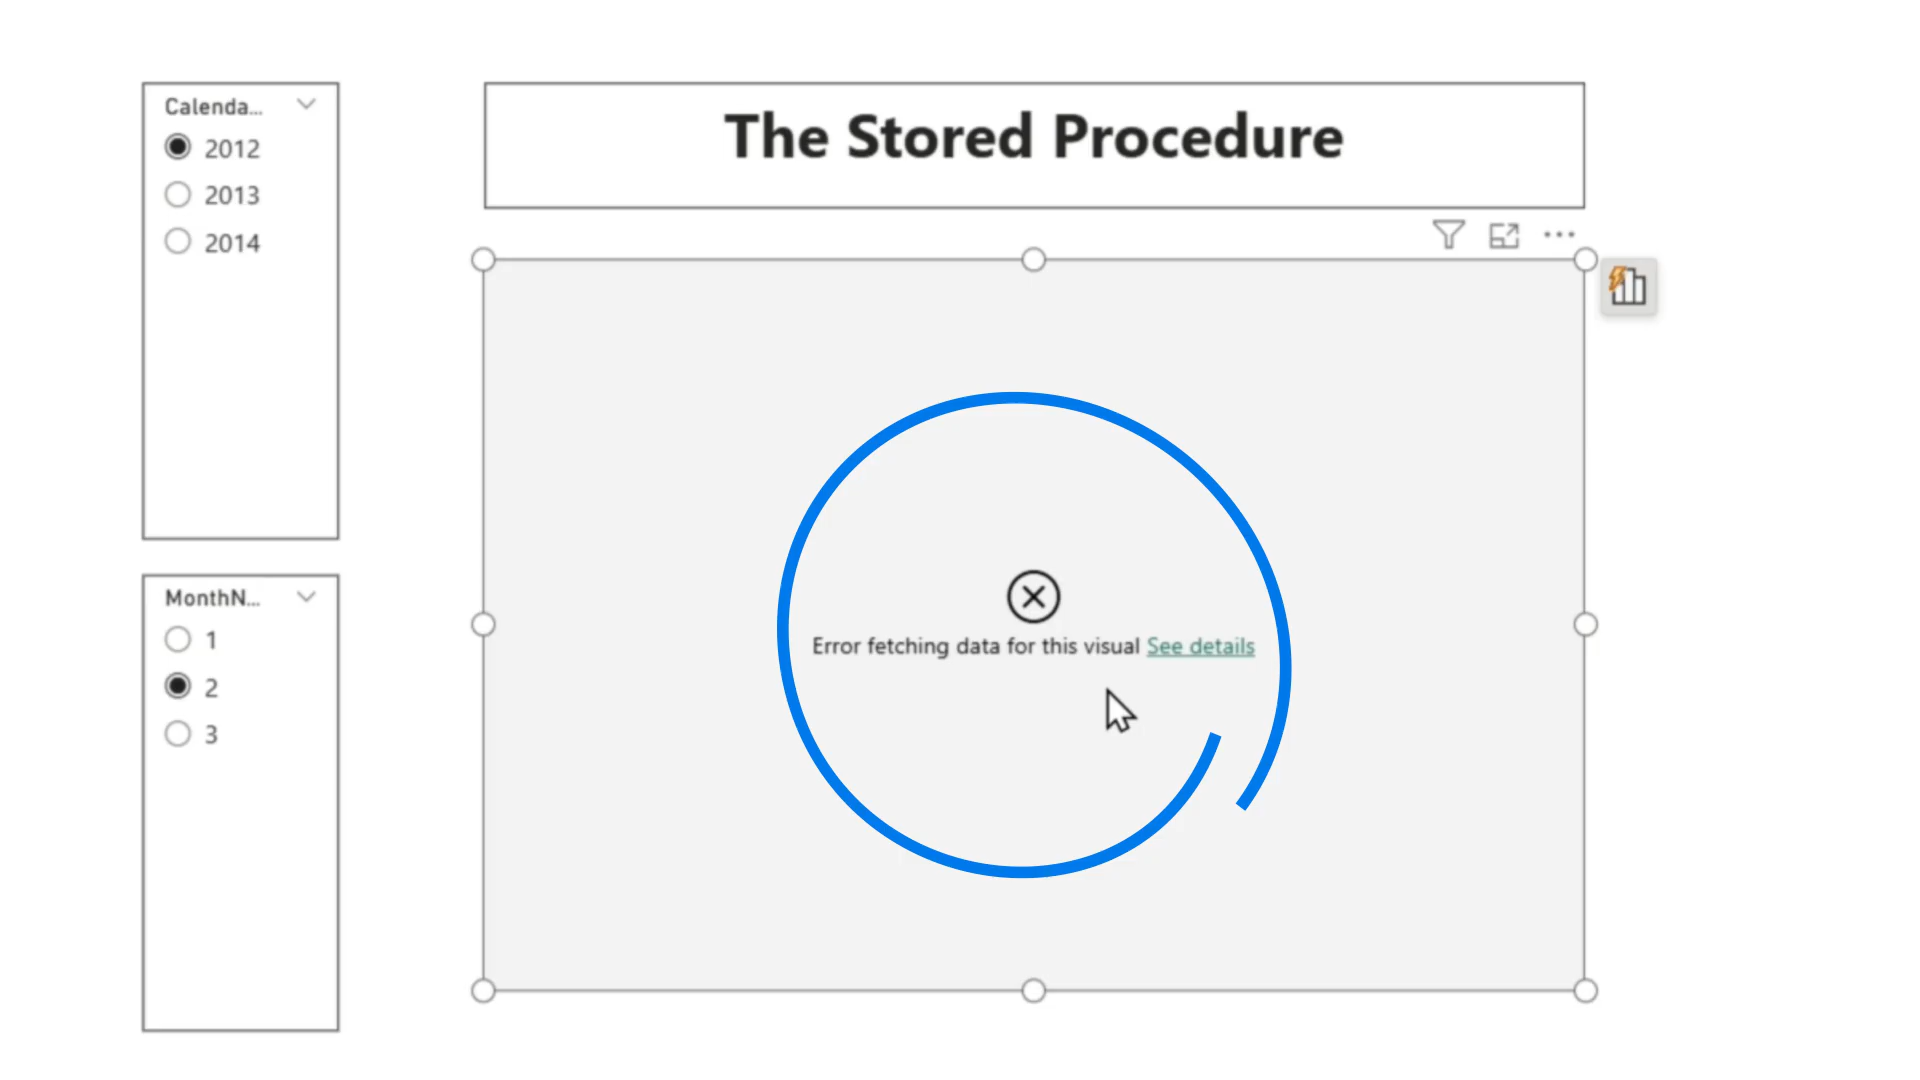 Calenda...
2012
2013
2014
The Stored Procedure
MonthN...
1
2
3
Error fetching data for this visual See details